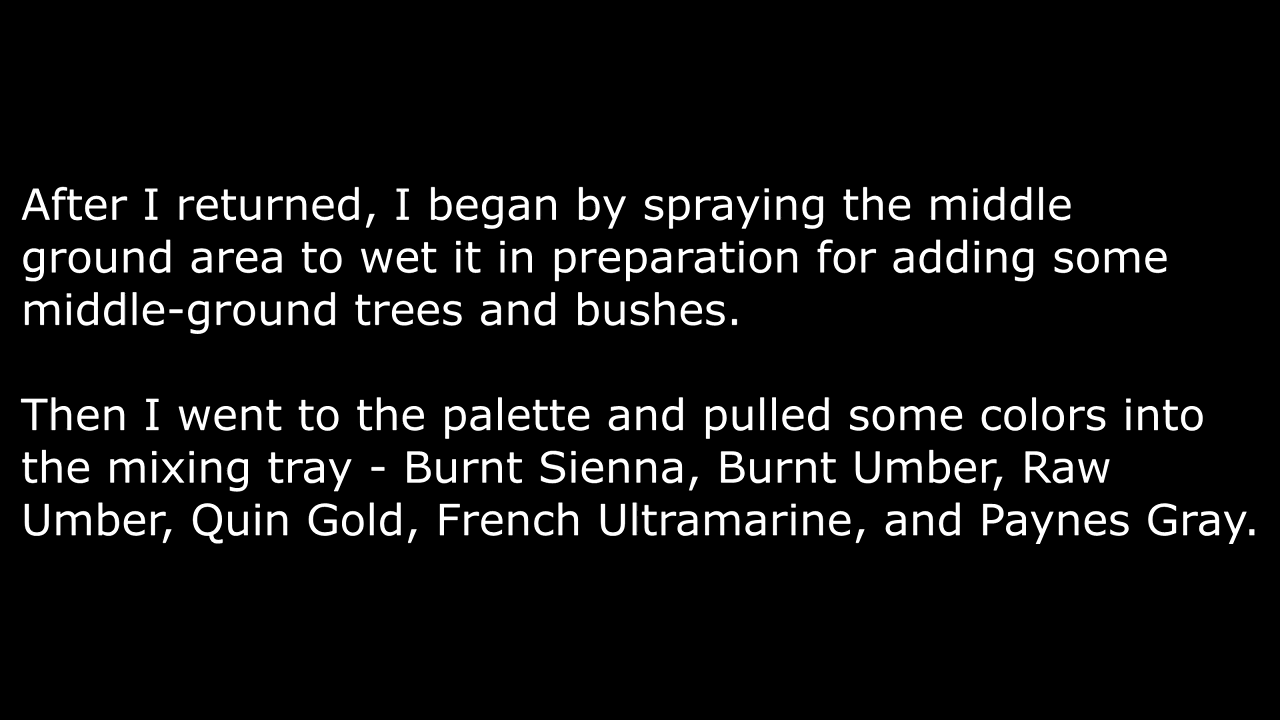 After I returned, I began by spraying the middle
ground area to wet it in preparation for adding some
middle-ground trees and bushes.
Then I went to the palette and pulled some colors into
the mixing tray - Burnt Sienna, Burnt Umber, Raw
Umber, Quin Gold, French Ultramarine, and Paynes Gray.